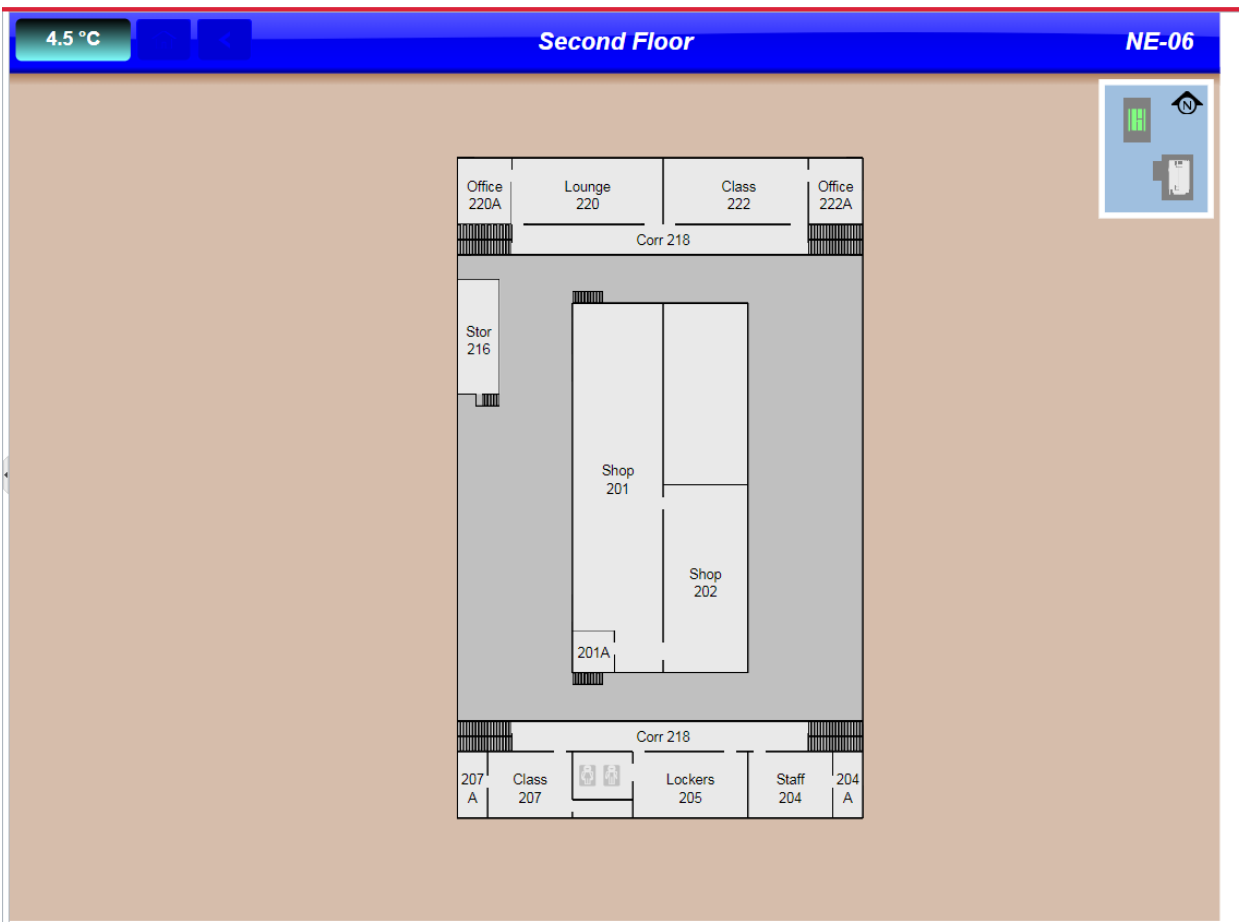 4.5 °C
Second Floor
NE-06
N
Office
220A
Lounge
220
Class
222
Office
222A
Corr 218
Stor
216
Shop
201
Shop
202
201A
Corr 218
207
A
Class
207
Lockers
205
Staff
204
204
A